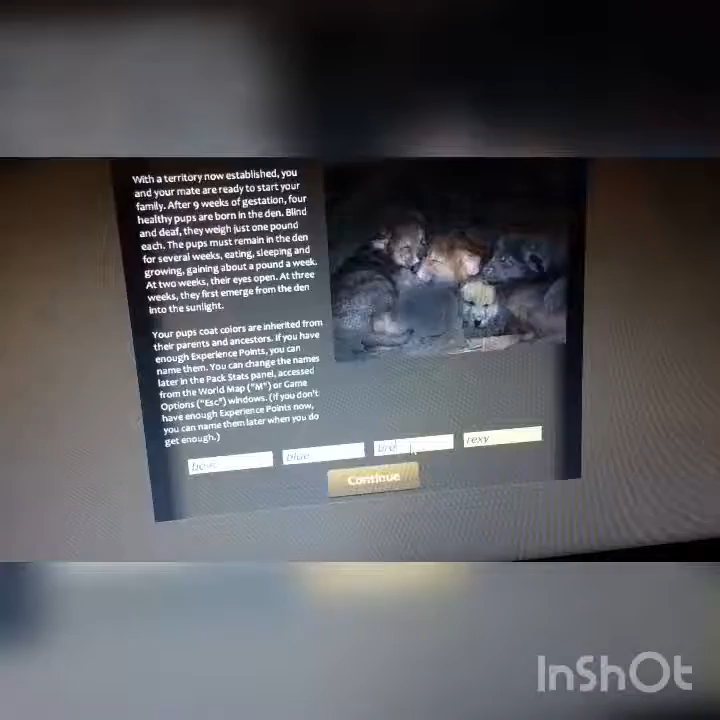 With a territory now established, you
and your mate are ready to start your
family. After 9 weeks of gestation, four
healthy pups are born in the den. Blind
and deaf, they weigh just one pound
each. The pups must remain in the den
for several weeks, eating, sleeping and
growing, gaining about a pound a week.
At two weeks, their eyes open. At three
weeks, they first emerge from the den
into the sunlight.
Your pups coat colors are inherited from
their parents and ancestors. If you have
enough Experience Points, you can
name them. You can change the names
later in the Pack Stats panel, accessed
from the World Map ("M") or Game
Options ("Esc") windows. (If you don't
have enough Experience Points now,
you can name them later when you do
get enough.)
blue rexy
Continue
InShOt